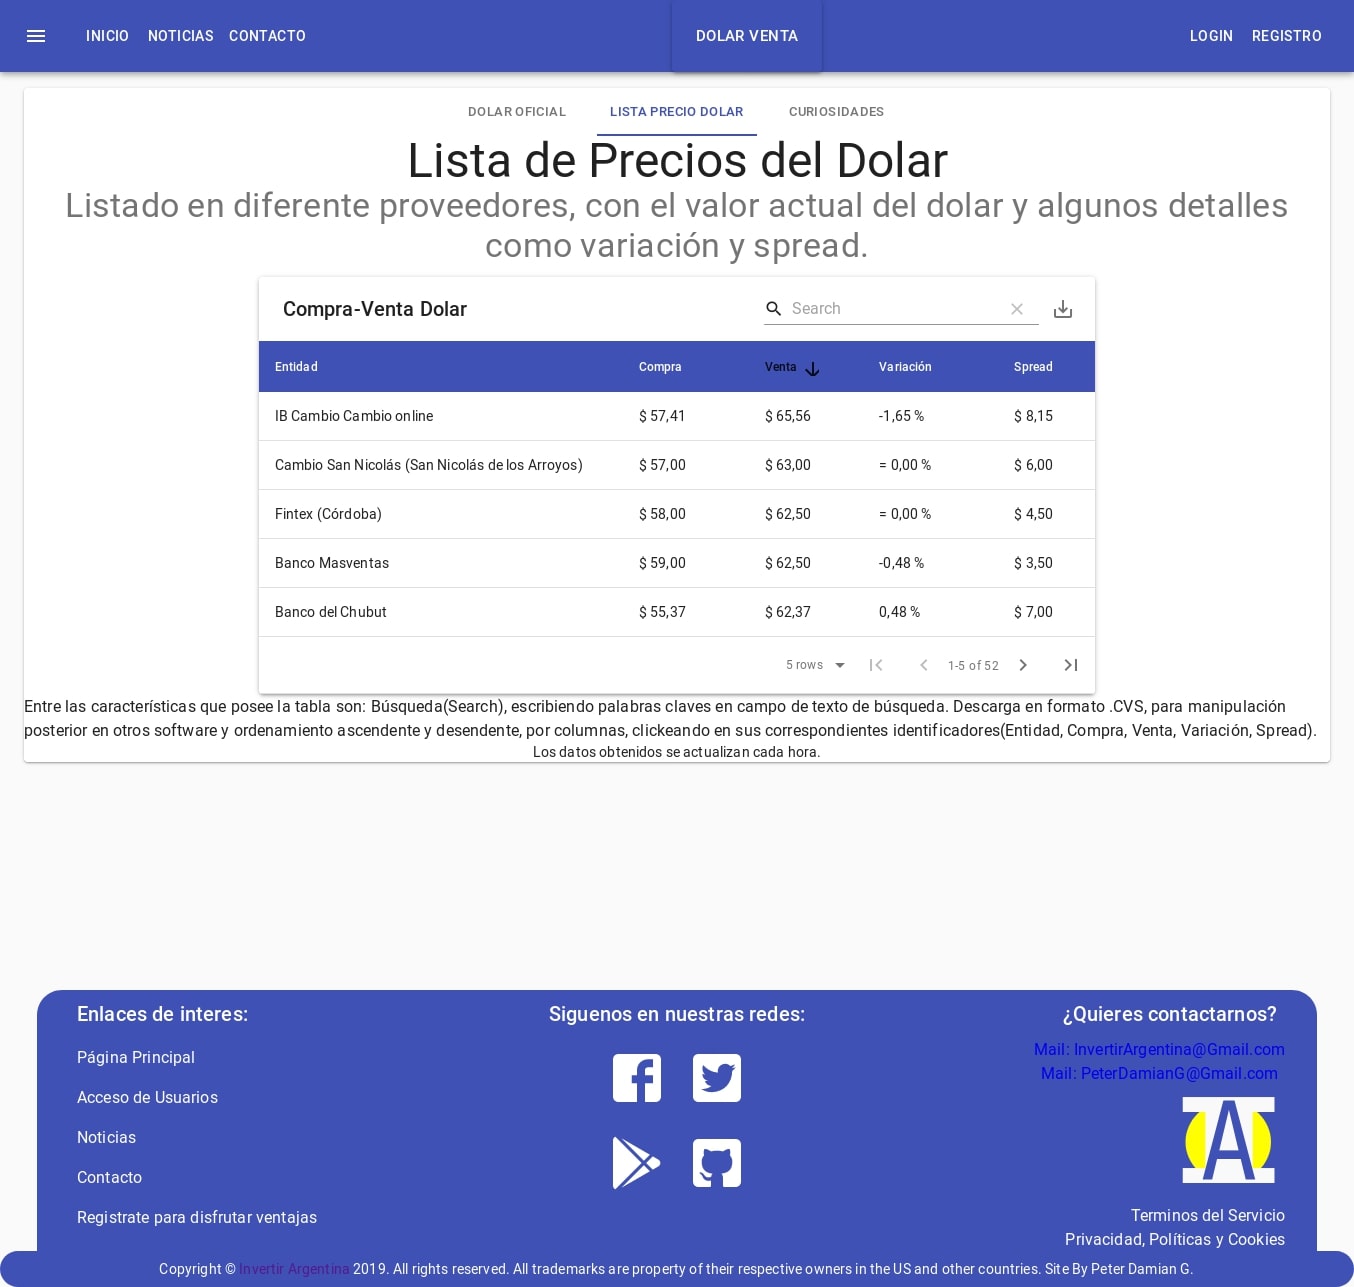 INICIO NOTICIAS CONTACTO DOLAR VENTA LOGIN REGISTRO
DOLAR OFICIAL LISTA PRECIO DOLAR CURIOSIDADES
Lista de Precios del Dolar
Listado en diferente proveedores, con el valor actual del dolar y algunos detalles
como variación y spread.
Compra-Venta Dolar Search
Entidad Compra Venta Variación Spread
IB Cambio Cambio online $ 57,41 $ 65,56 -1,65 % $ 8,15
Cambio San Nicolás (San Nicolás de los Arroyos) $ 57,00 $ 63,00 = 0,00 % $ 6,00
Fintex (Córdoba) $ 58,00 $ 62,50 = 0,00 % $ 4,50
Banco Masventas $ 59,00 $ 62,50 -0,48 % $ 3,50
Banco del Chubut $ 55,37 $ 62,37 0,48 % $ 7,00
5 rows 1-5 of 52
Entre las características que posee la tabla son: Búsqueda(Search), escribiendo palabras claves en campo de texto de búsqueda. Descarga en formato .CVS, para manipulación
posterior en otros software y ordenamiento ascendente y desendente, por columnas, clickeando en sus correspondientes identificadores(Entidad, Compra, Venta, Variación, Spread).
Los datos obtenidos se actualizan cada hora.
Enlaces de interes:
Página Principal
Acceso de Usuarios
Noticias
Contacto
Registrate para disfrutar ventajas
Siguenos en nuestras redes:
¿Quieres contactarnos?
Mail: InvertirArgentina@Gmail.com
Mail: PeterDamianG@Gmail.com
Terminos del Servicio
Privacidad, Políticas y Cookies
Copyright © Invertir Argentina 2019. All rights reserved. All trademarks are property of their respective owners in the US and other countries. Site By Peter Damian G.